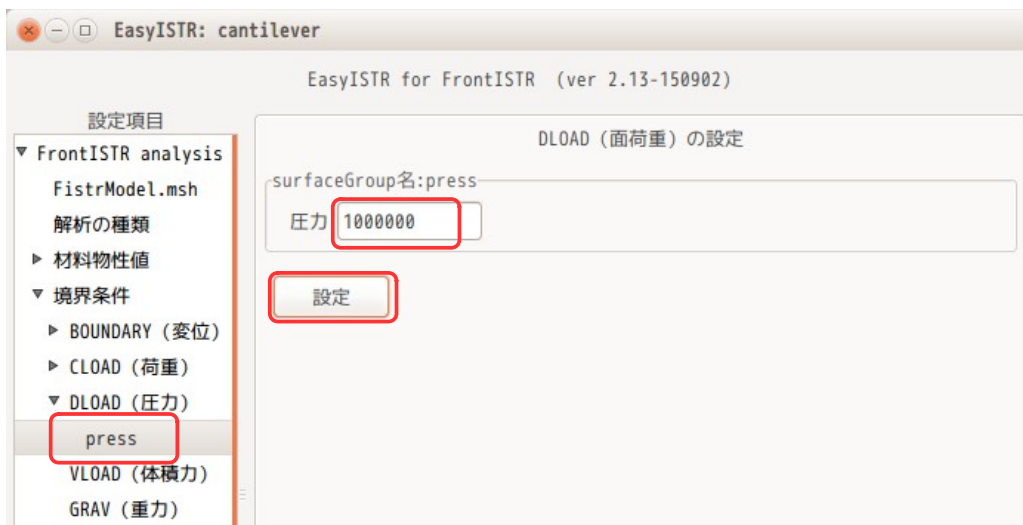 EasyISTR: cantilever
EasyISTR for FrontISTR (ver 2.13-150902)
設定項目
FrontISTR analysis
FistrModel.msh
解析の種類
材料物性値
境界条件
BOUNDARY (変位)
CLOAD (荷重)
DLOAD (圧力)
press
VLOAD (体積力)
GRAV (重力)
DLOAD (面荷重) の設定
surfaceGroup名:press
圧力 1000000
設定